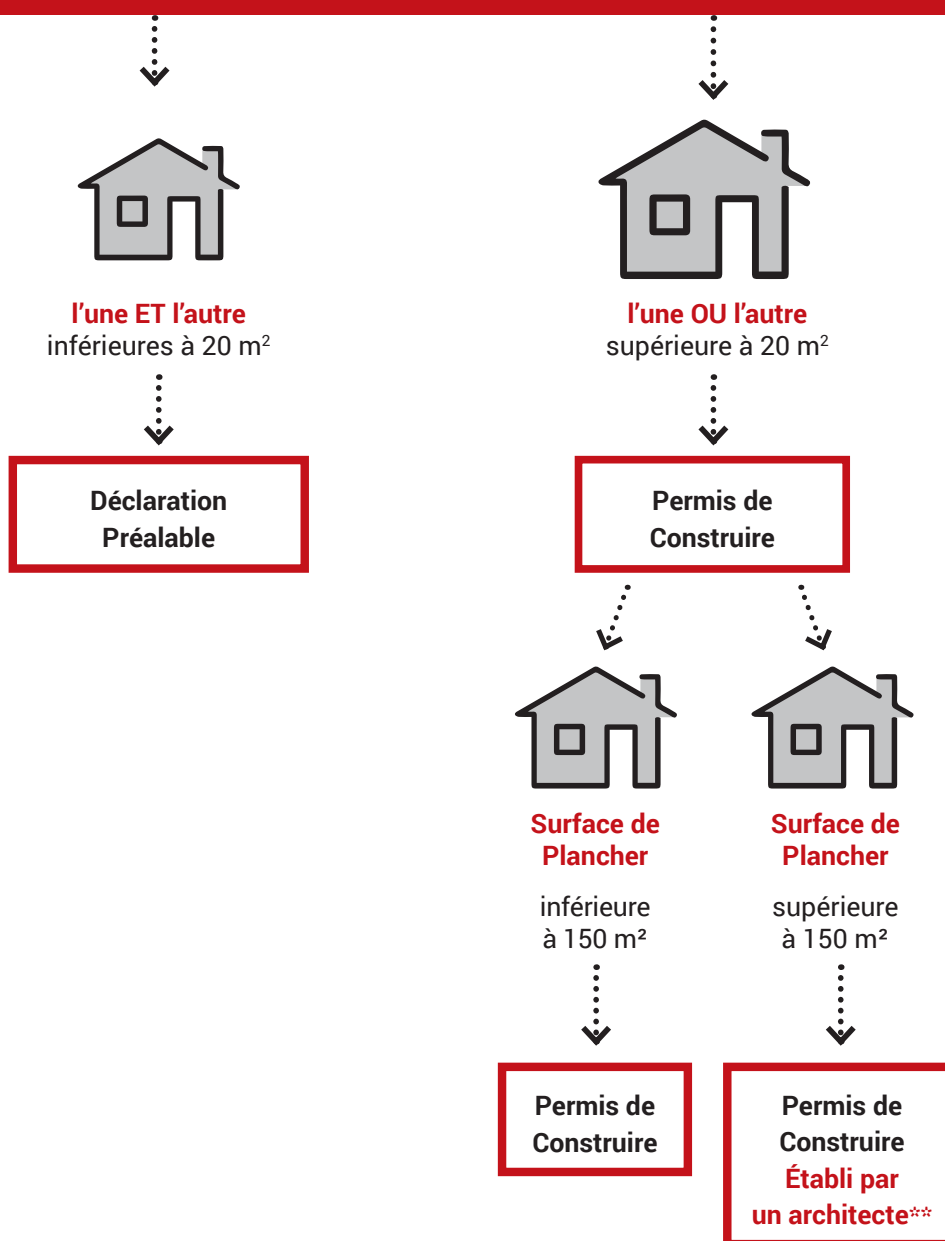 l'une ET l'autre
inférieures à 20 m²
Déclaration
Préalable
l'une OU l'autre
supérieure à 20 m²
Permis de
Construire
Surface de
Plancher
inférieure
à 150 m²
Permis de
Construire
Surface de
Plancher
supérieure
à 150 m²
Permis de
Construire
Établi par
un architecte**